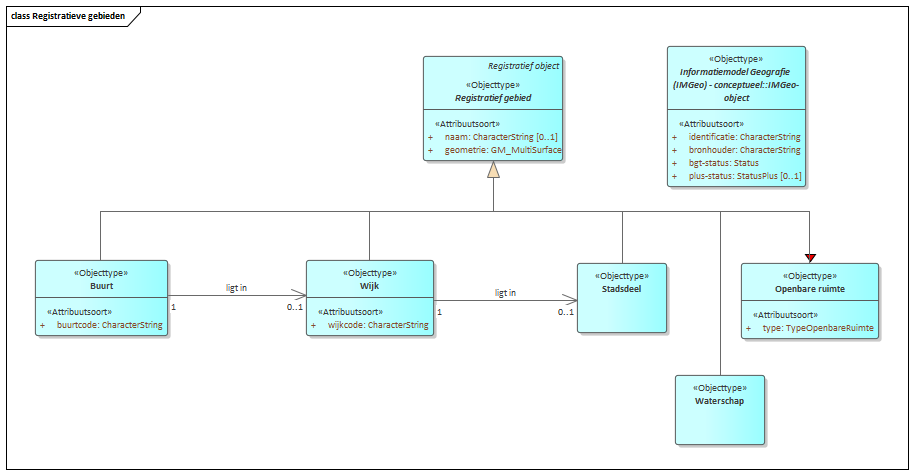 class Registratieve gebieden
Registratief object
«Objecttype»
Registratief gebied
«Attribuutsoort»
+ naam: CharacterString [0..1]
+ geometrie: GM_MultiSurface
«Objecttype»
Informatiemodel Geografie
(IMGeo) - conceptueel::IMGeo-
object
«Attribuutsoort»
+ identificatie: CharacterString
+ bronhouder: CharacterString
+ bgt-status: Status
+ plus-status: StatusPlus [0..1]
«Objecttype»
Buurt
«Attribuutsoort»
+ buurtcode: CharacterString
ligt in
1
0..1
«Objecttype»
Wijk
«Attribuutsoort»
+ wijkcode: CharacterString
ligt in
1
0..1
«Objecttype»
Stadsdeel
«Objecttype»
Openbare ruimte
«Attribuutsoort»
+ type: TypeOpenbareRuimte
«Objecttype»
Waterschap